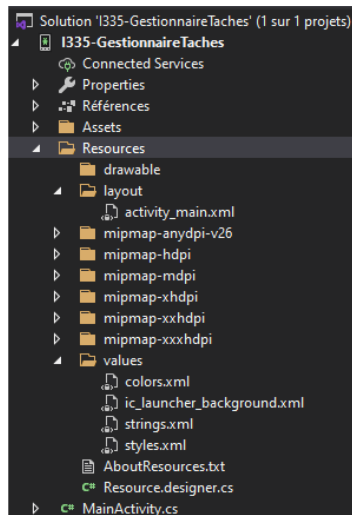 Solution 'I335-GestionnaireTaches' (1 sur 1 projets)
I335-GestionnaireTaches
Connected Services
Properties
Références
Assets
Resources
drawable
layout
activity_main.xml
mipmap-anydpi-v26
mipmap-hdpi
mipmap-mdpi
mipmap-xhdpi
mipmap-xxhdpi
mipmap-xxxhdpi
values
colors.xml
ic_launcher_background.xml
strings.xml
styles.xml
AboutResources.txt
C# Resource.designer.cs
C# MainActivity.cs